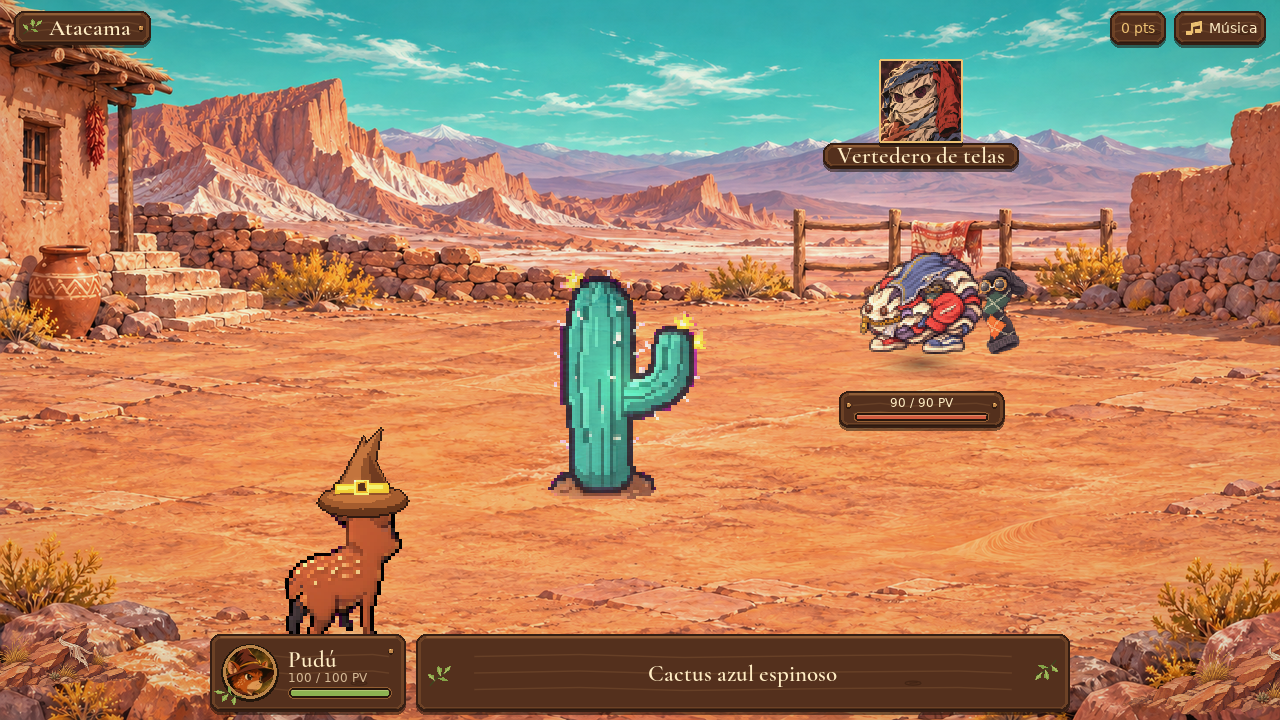 Atacama
0 pts
Música
Vertedero de telas
90 / 90 PV
Pudú
100 / 100 PV
Cactus azul espinoso